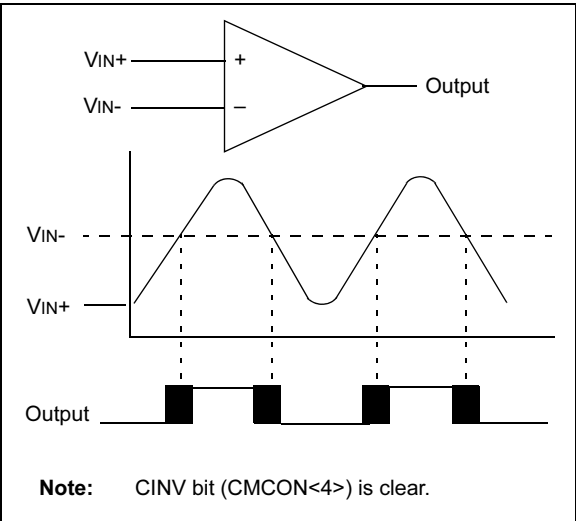 VIN+
+
Output
VIN-
–
VIN-
VIN+
Output
Note: CINV bit (CMCON<4>) is clear.